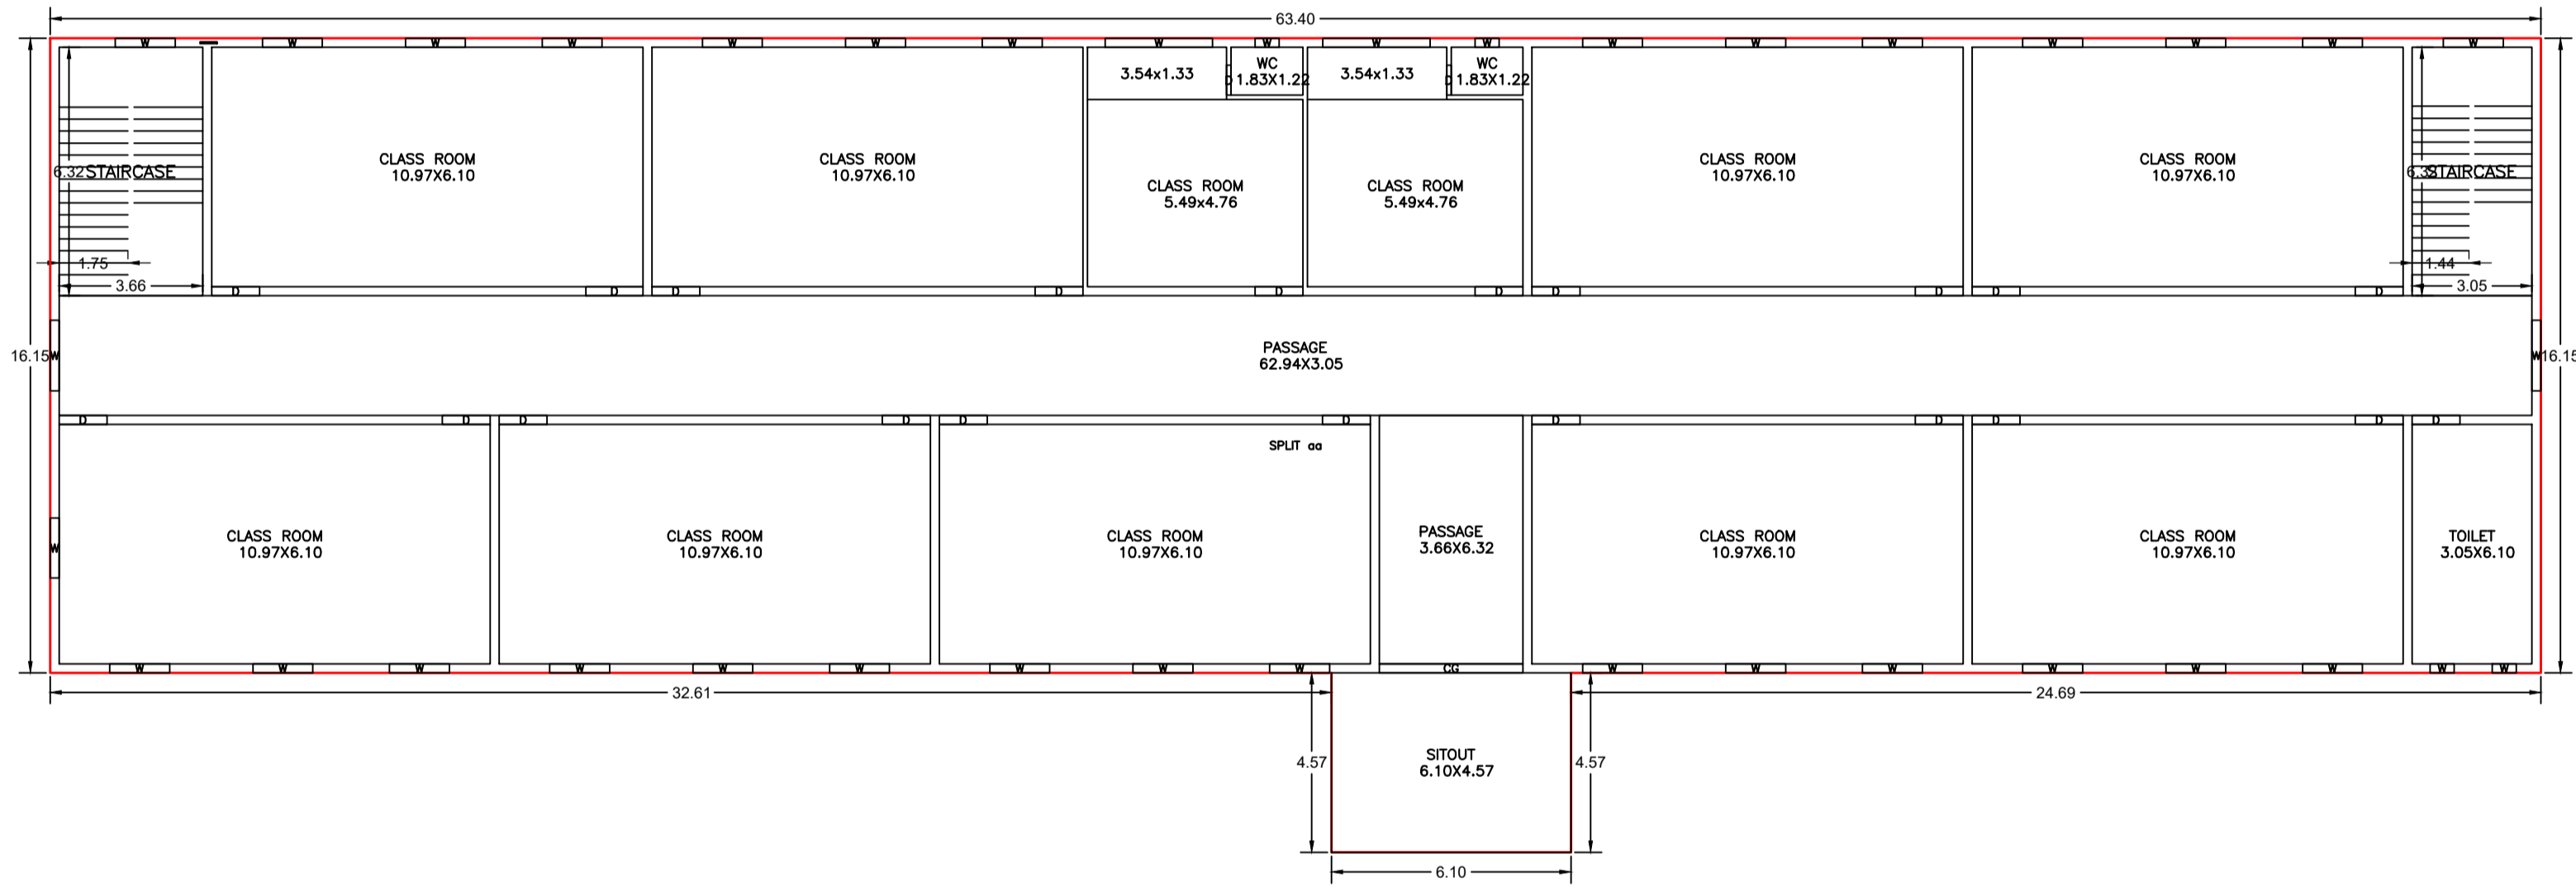 63.40
W W W W W W W W W W W W W W W W W W
3.54x1.33
WC
D 1.83X1.22
3.54x1.33
WC
D 1.83X1.22
CLASS ROOM
10.97X6.10
CLASS ROOM
10.97X6.10
CLASS ROOM
10.97X6.10
CLASS ROOM
10.97X6.10
6.32 STAIRCASE
6.32 STAIRCASE
CLASS ROOM
5.49x4.76
CLASS ROOM
5.49x4.76
1.75
1.44
3.66
3.05
D D D D D D D D D D
16.15 W
PASSAGE
62.94X3.05
W 16.15
D D D D D D D D D D D
SPLIT aa
CLASS ROOM
10.97X6.10
CLASS ROOM
10.97X6.10
CLASS ROOM
10.97X6.10
PASSAGE
3.66X6.32
CLASS ROOM
10.97X6.10
CLASS ROOM
10.97X6.10
TOILET
3.05X6.10
W
W W W W W W W W W CG W W W W W W W W
32.61
24.69
4.57
SITOUT
6.10X4.57
4.57
6.10